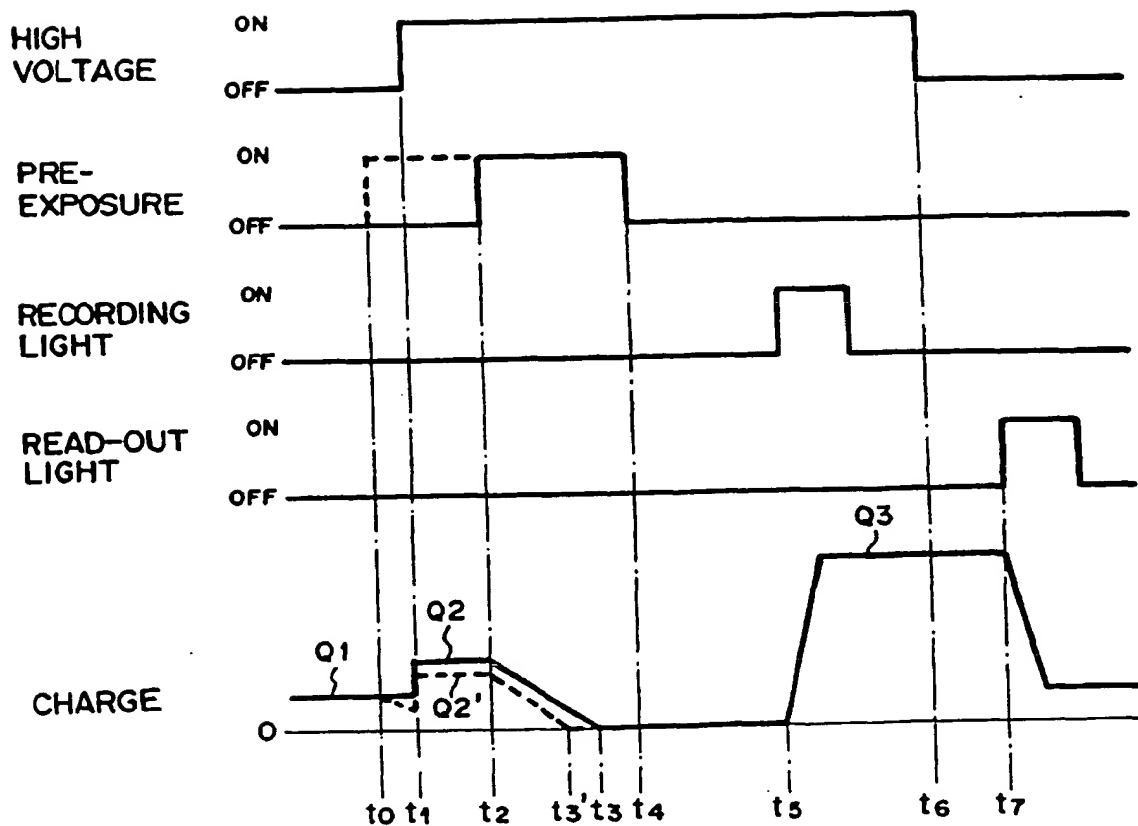 HIGH
VOLTAGE
ON
OFF
PRE-
EXPOSURE
ON
OFF
RECORDING
LIGHT
ON
OFF
READ-OUT
LIGHT
ON
OFF
CHARGE
Q1
Q2
Q2'
Q3
0
t0 t1 t2 t3' t3 t4 t5 t6 t7